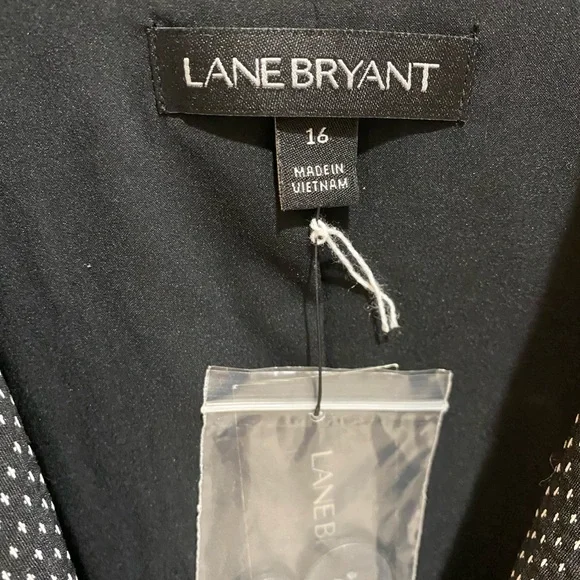 LANE BRYANT
16
MADE IN
VIETNAM
LANE B